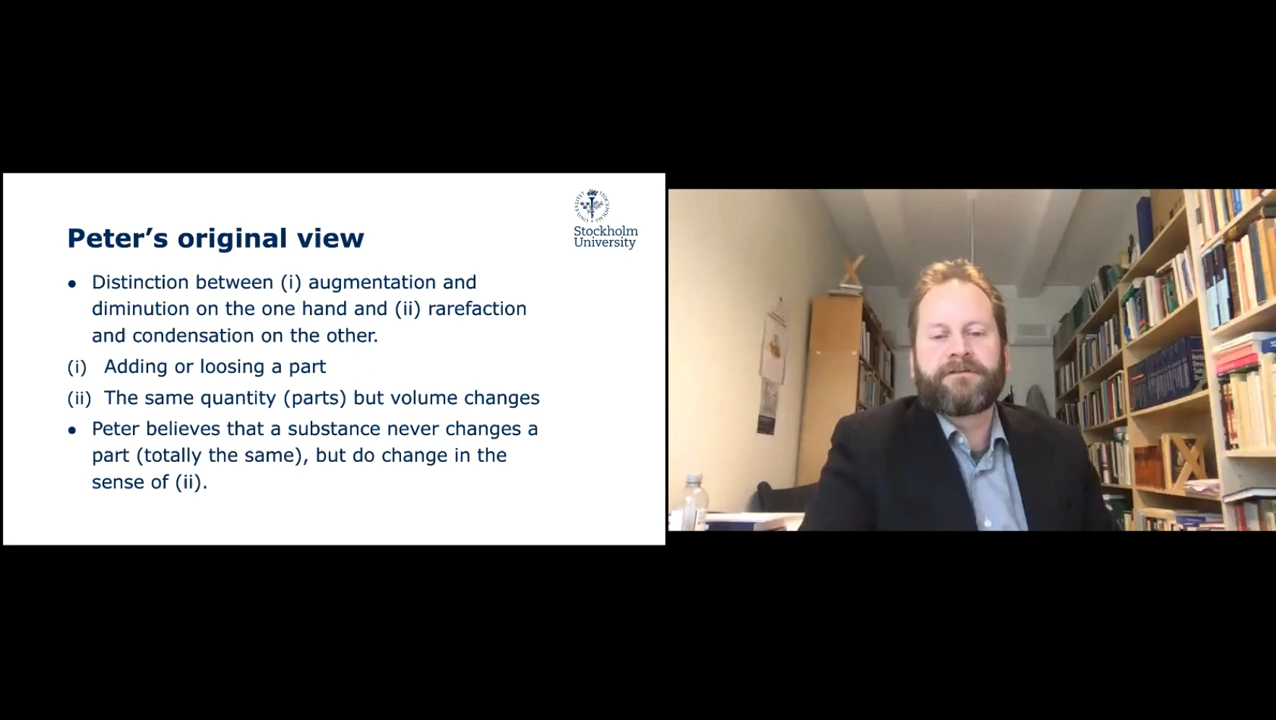 Stockholm
University
Peter's original view
• Distinction between (i) augmentation and
diminution on the one hand and (ii) rarefaction
and condensation on the other.
(i) Adding or loosing a part
(ii) The same quantity (parts) but volume changes
• Peter believes that a substance never changes a
part (totally the same), but do change in the
sense of (ii).